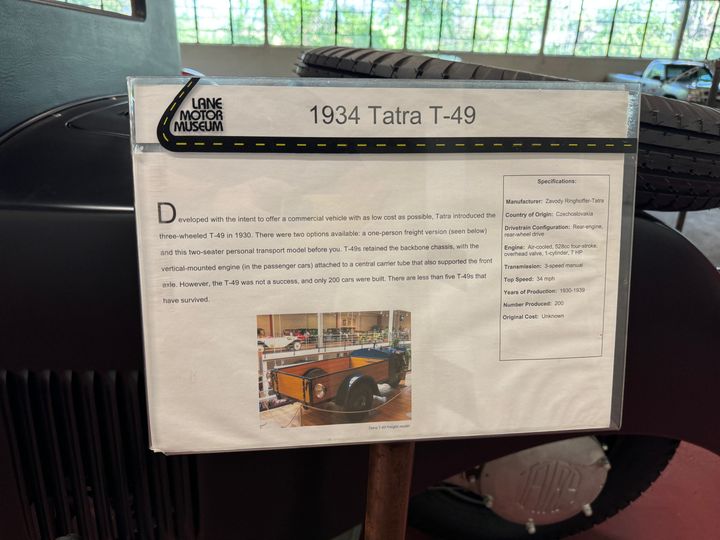 LANE
MOTOR
MUSEUM
1934 Tatra T-49
Developed with the intent to offer a commercial vehicle with as low cost as possible, Tatra introduced the
three-wheeled T-49 in 1930. There were two options available: a one-person freight version (seen below)
and this two-seater personal transport model before you. T-49s retained the backbone chassis, with the
vertical-mounted engine (in the passenger cars) attached to a central carrier tube that also supported the front
axle. However, the T-49 was not a success, and only 200 cars were built. There are less than five T-49s that
have survived.
Specifications:
Manufacturer: Zavody Ringhoffer-Tatra
Country of Origin: Czechoslovakia
Drivetrain Configuration: Rear-engine,
rear-wheel drive
Engine: Air-cooled, 528cc four-stroke,
overhead valve, 1-cylinder, 7 HP
Transmission: 3-speed manual
Top Speed: 34 mph
Years of Production: 1930-1939
Number Produced: 200
Original Cost: Unknown
Tatra T-49 freight model
TATRA